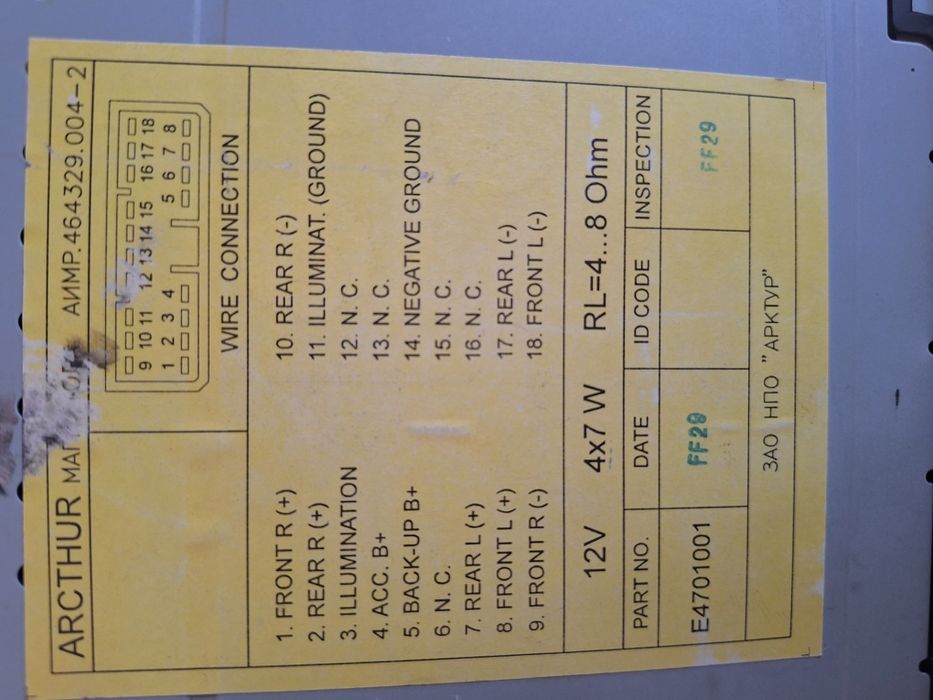 ARCTHUR АИМР.464329.004-2
9 10 11 12 13 14 15 16 17 18
1 2 3 4 5 6 7 8
WIRE CONNECTION
1. FRONT R (+)
2. REAR R (+)
3. ILLUMINATION
4. ACC. B+
5. BACK-UP B+
6. N. C.
7. REAR L (+)
8. FRONT L (+)
9. FRONT R (-)
10. REAR R (-)
11. ILLUMINAT. (GROUND)
12. N. C.
13. N. C.
14. NEGATIVE GROUND
15. N. C.
16. N. C.
17. REAR L (-)
18. FRONT L (-)
12V 4x7 W RL=4...8 Ohm
PART NO. DATE ID CODE INSPECTION
E4701001 FF29 FF29
ЗАО НПО "АРКТУР"